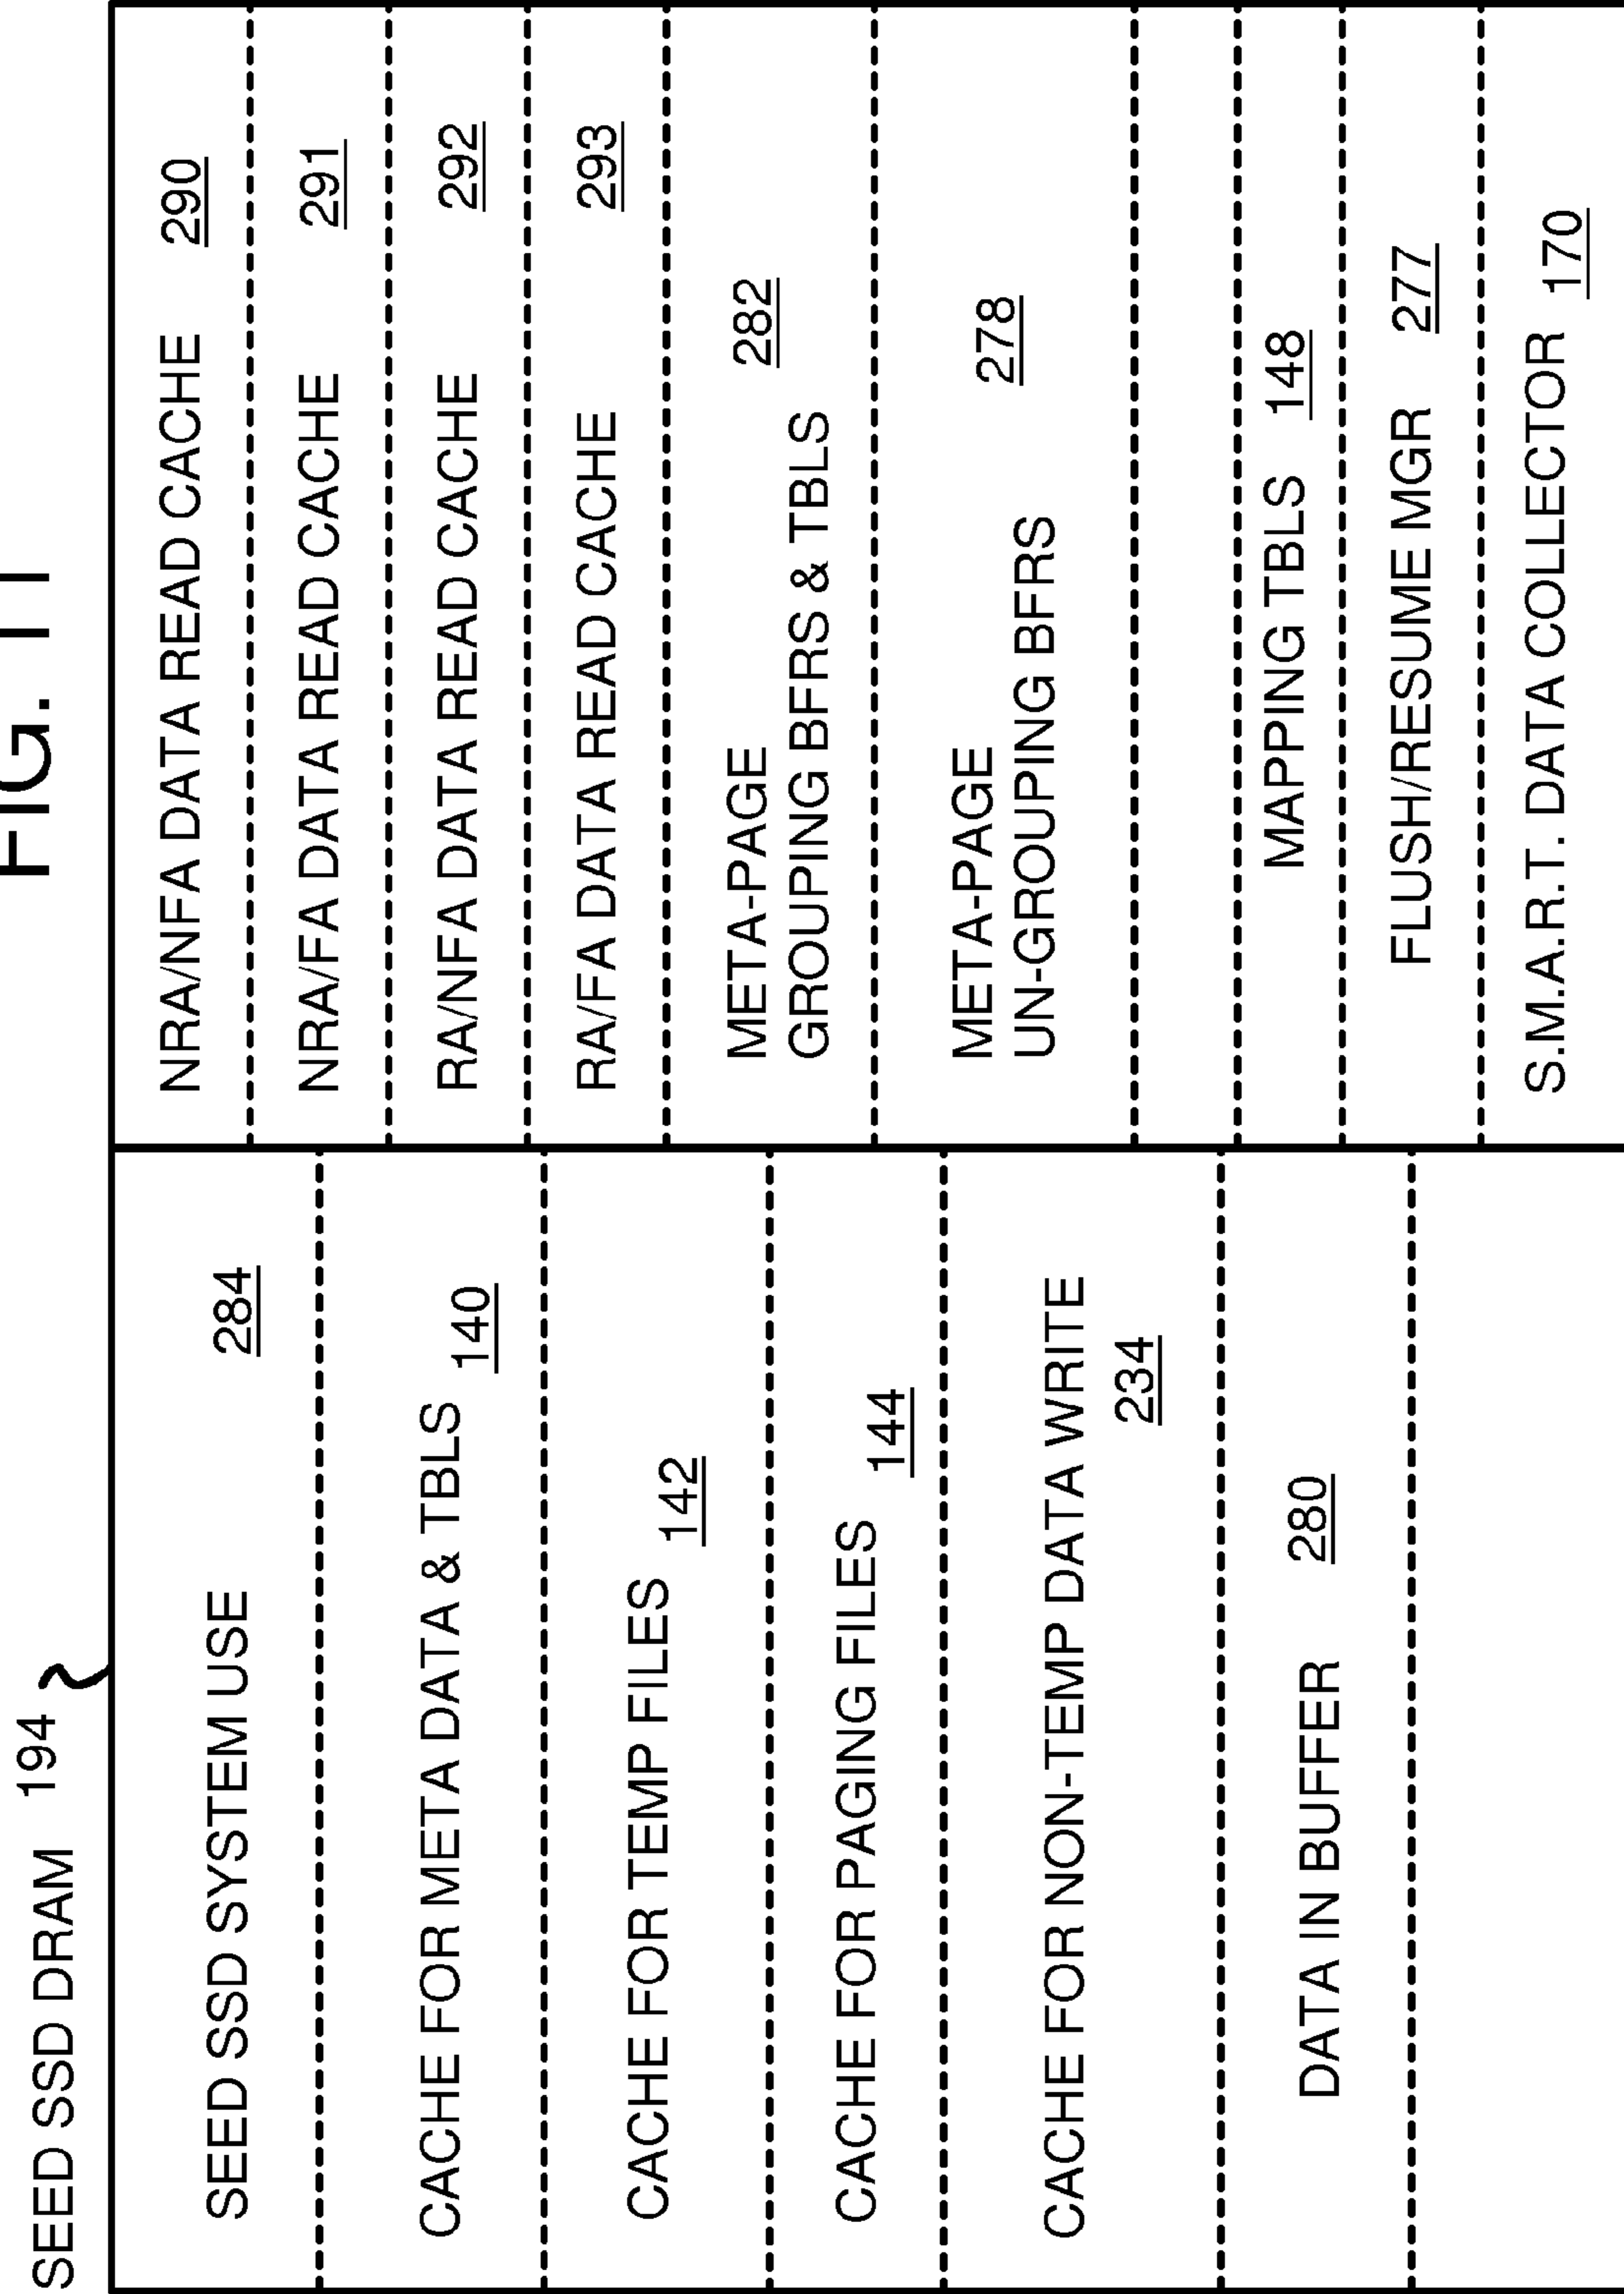 FIG. 11
SEED SSD DRAM 194
SEED SSD SYSTEM USE
284
CACHE FOR META DATA & TBLS
140
CACHE FOR TEMP FILES
142
CACHE FOR PAGING FILES
144
CACHE FOR NON-TEMP DATA WRITE
234
DATA IN BUFFER 280
NRA/NFA DATA READ CACHE 290
NRA/FA DATA READ CACHE 291
RA/NFA DATA READ CACHE 292
RA/FA DATA READ CACHE 293
META-PAGE 282
GROUPING BFRS & TBLS
META-PAGE 278
UN-GROUPING BFRS
MAPPING TBLS 148
FLUSH/RESUME MGR 277
S.M.A.R.T. DATA COLLECTOR 170